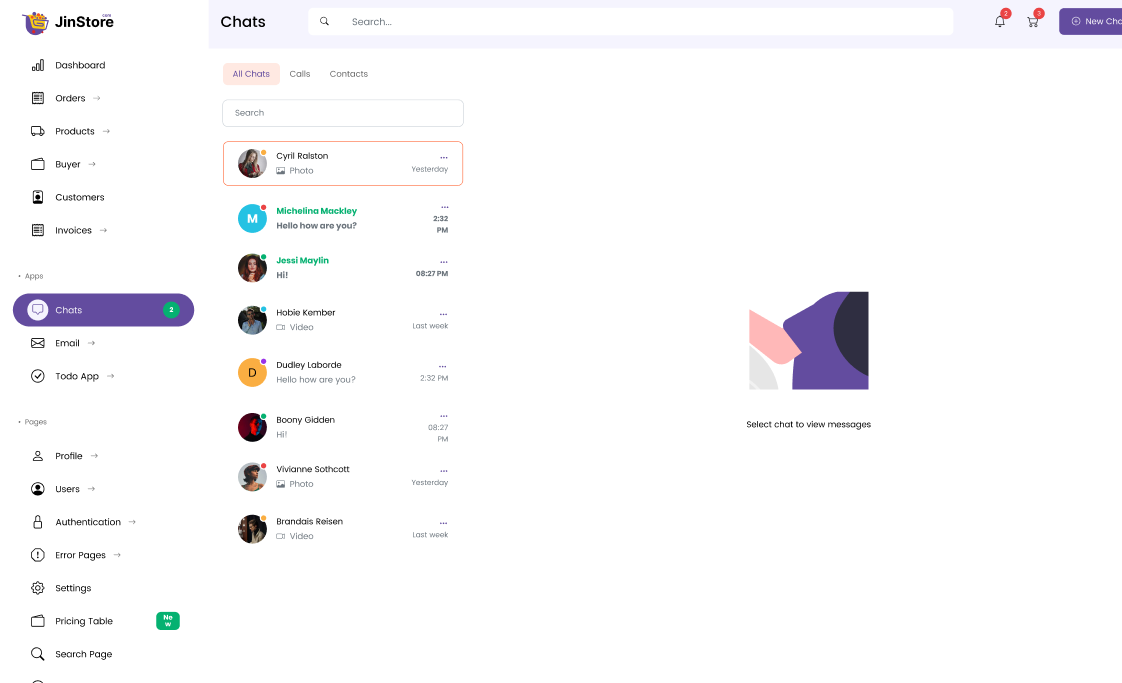 JinStore
.com
Chats
Search...
2
3
New Cha
Dashboard
Orders
Products
Buyer
Customers
Invoices
• Apps
Chats
2
Email
Todo App
• Pages
Profile
Users
Authentication
Error Pages
Settings
Pricing Table
Ne
w
Search Page
All Chats
Calls
Contacts
Search
Cyril Ralston
...
Photo
Yesterday
M
Michelina Mackley
...
Hello how are you?
2:32
PM
Jessi Maylin
...
Hi!
08:27 PM
Hobie Kember
...
Video
Last week
D
Dudley Laborde
...
Hello how are you?
2:32 PM
Boony Gidden
...
Hi!
08:27
PM
Vivianne Sothcott
...
Photo
Yesterday
Brandais Reisen
...
Video
Last week
Select chat to view messages